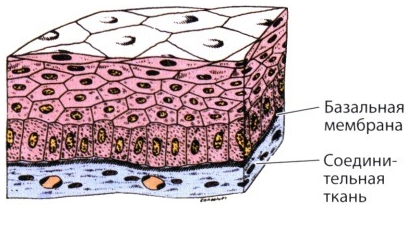 Базальная
мембрана
Соедини-
тельная
ткань